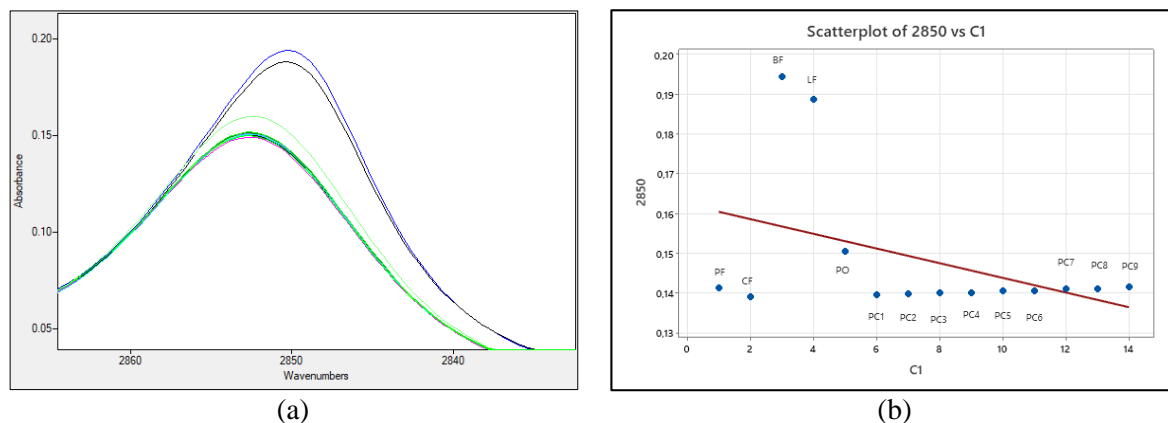 0.20
0.15
0.10
0.05
Absorbance
2860
2850
2840
Wavenumbers
(a)
Scatterplot of 2850 vs C1
0,20
0,19
0,18
0,17
0,16
0,15
0,14
0,13
2850
BF
LF
PF
CF
PO
PC1
PC2
PC3
PC4
PC5
PC6
PC7
PC8
PC9
0
2
4
6
8
10
12
14
C1
(b)